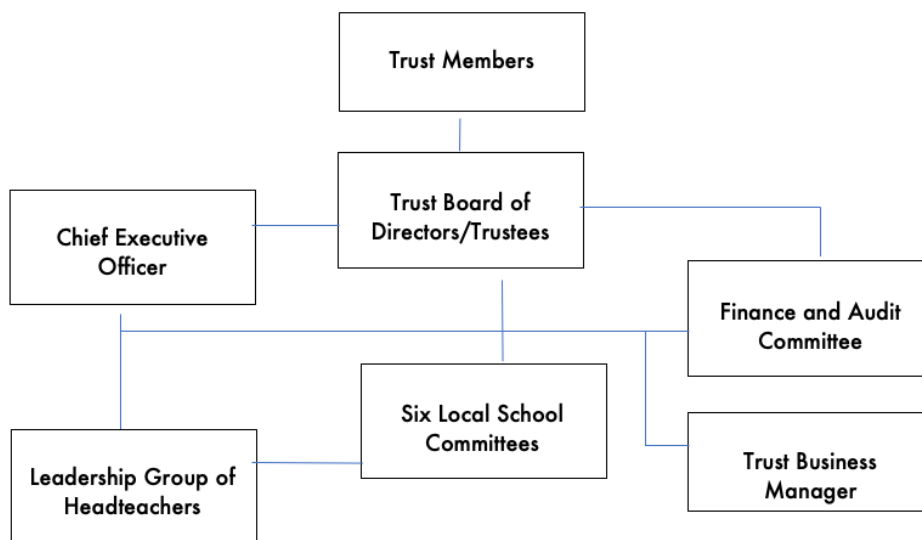 Trust Members
Trust Board of
Directors/Trustees
Chief Executive
Officer
Finance and Audit
Committee
Six Local School
Committees
Leadership Group of
Headteachers
Trust Business
Manager